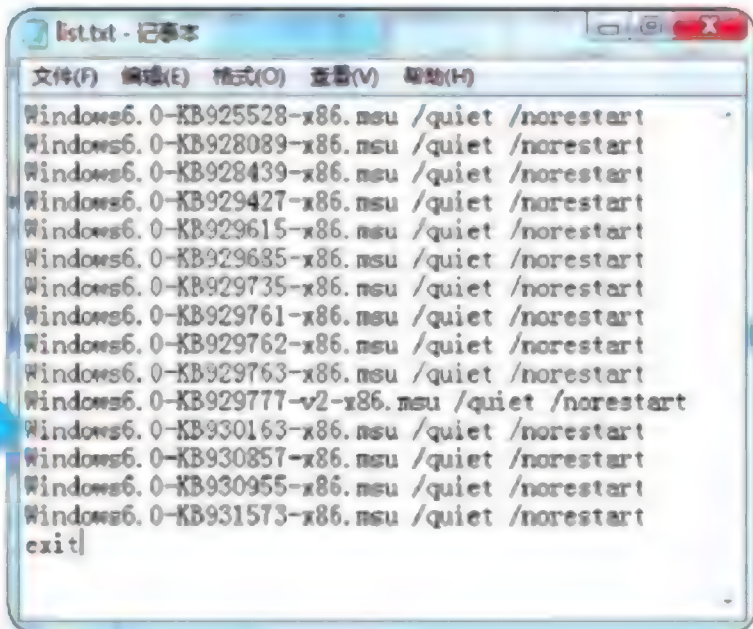 list.txt - 记事本
文件(F) 编辑(E) 格式(O) 查看(V) 帮助(H)
Windows6.0-KB925528-x86.msu /quiet /norestart
Windows6.0-KB928089-x86.msu /quiet /norestart
Windows6.0-KB928439-x86.msu /quiet /norestart
Windows6.0-KB929427-x86.msu /quiet /norestart
Windows6.0-KB929615-x86.msu /quiet /norestart
Windows6.0-KB929685-x86.msu /quiet /norestart
Windows6.0-KB929735-x86.msu /quiet /norestart
Windows6.0-KB929761-x86.msu /quiet /norestart
Windows6.0-KB929762-x86.msu /quiet /norestart
Windows6.0-KB929763-x86.msu /quiet /norestart
Windows6.0-KB929777-v2-x86.msu /quiet /norestart
Windows6.0-KB930163-x86.msu /quiet /norestart
Windows6.0-KB930857-x86.msu /quiet /norestart
Windows6.0-KB930955-x86.msu /quiet /norestart
Windows6.0-KB931573-x86.msu /quiet /norestart
exit